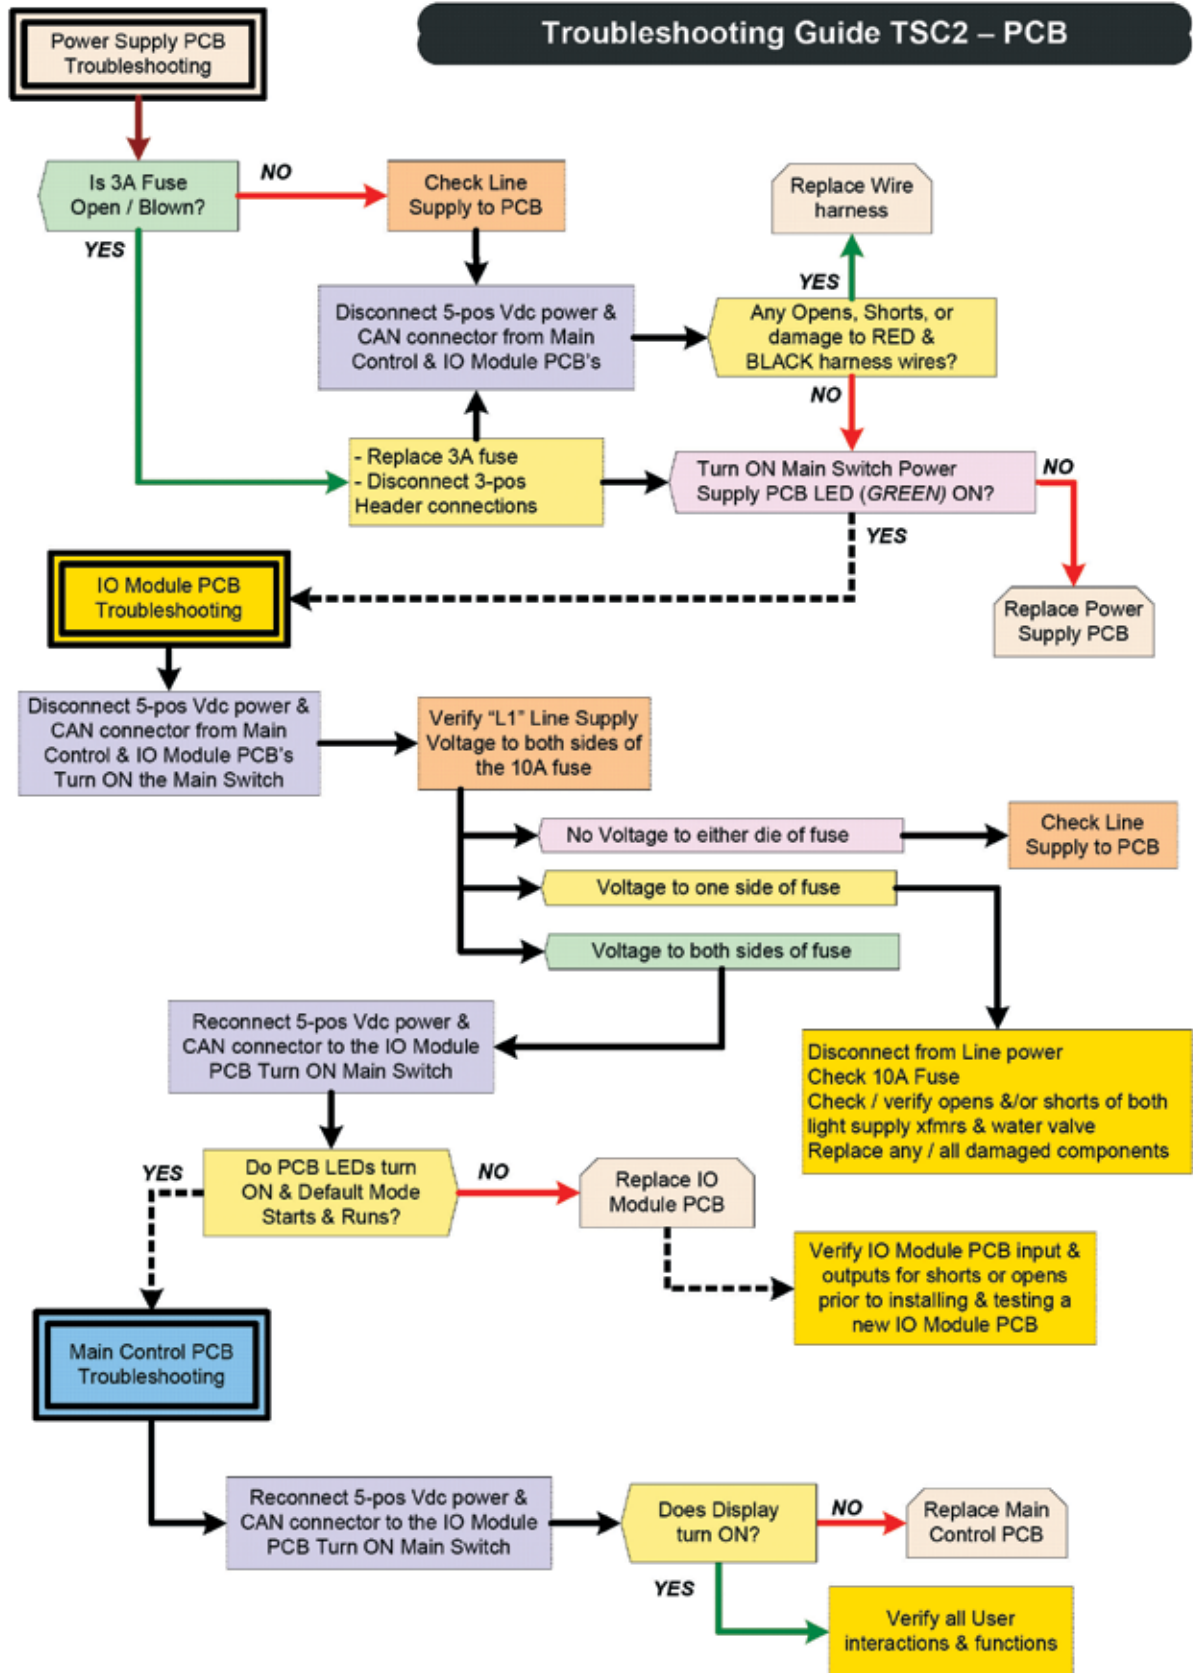 Troubleshooting Guide TSC2 – PCB
Power Supply PCB
Troubleshooting
Is 3A Fuse
Open / Blown?
NO
YES
Check Line
Supply to PCB
Replace Wire
harness
YES
Disconnect 5-pos Vdc power &
CAN connector from Main
Control & IO Module PCB's
Any Opens, Shorts, or
damage to RED &
BLACK harness wires?
NO
- Replace 3A fuse
- Disconnect 3-pos
Header connections
Turn ON Main Switch Power
Supply PCB LED (GREEN) ON?
NO
YES
Replace Power
Supply PCB
IO Module PCB
Troubleshooting
Disconnect 5-pos Vdc power &
CAN connector from Main
Control & IO Module PCB's
Turn ON the Main Switch
Verify “L1” Line Supply
Voltage to both sides of
the 10A fuse
No Voltage to either die of fuse
Check Line
Supply to PCB
Voltage to one side of fuse
Voltage to both sides of fuse
Reconnect 5-pos Vdc power &
CAN connector to the IO Module
PCB Turn ON Main Switch
Disconnect from Line power
Check 10A Fuse
Check / verify opens &/or shorts of both
light supply xfmrs & water valve
Replace any / all damaged components
YES
Do PCB LEDs turn
ON & Default Mode
Starts & Runs?
NO
Replace IO
Module PCB
Verify IO Module PCB input &
outputs for shorts or opens
prior to installing & testing a
new IO Module PCB
Main Control PCB
Troubleshooting
Reconnect 5-pos Vdc power &
CAN connector to the IO Module
PCB Turn ON Main Switch
Does Display
turn ON?
NO
Replace Main
Control PCB
YES
Verify all User
interactions & functions